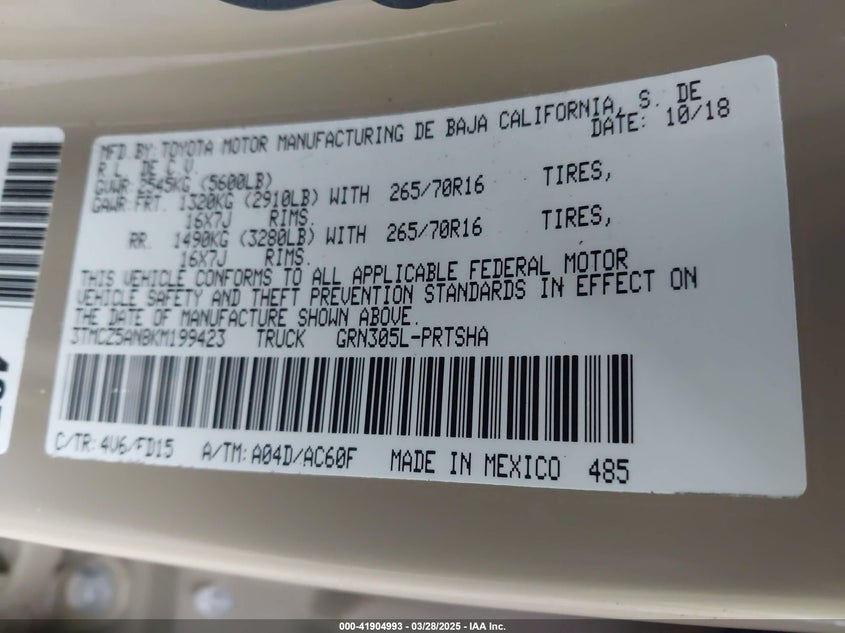 MFD.BY: TOYOTA MOTOR MANUFACTURING DE BAJA CALIFORNIA, S. DE
R.L. DE C.V. DATE: 10/18
GVWR 2545KG (5600LB)
GAWR FRT. 1320KG (2910LB) WITH 265/70R16 TIRES,
16X7J RIMS.
RR. 1490KG (3280LB) WITH 265/70R16 TIRES,
16X7J RIMS.
THIS VEHICLE CONFORMS TO ALL APPLICABLE FEDERAL MOTOR
VEHICLE SAFETY AND THEFT PREVENTION STANDARDS IN EFFECT ON
THE DATE OF MANUFACTURE SHOWN ABOVE.
3TMCZ5AN8KM199423 TRUCK GRN305L-PRTSHA
C/TR: 4V6/FD15 A/TM: A04D/AC60F MADE IN MEXICO 485
000-41904993 / 03/28/2025 - IAA Inc.